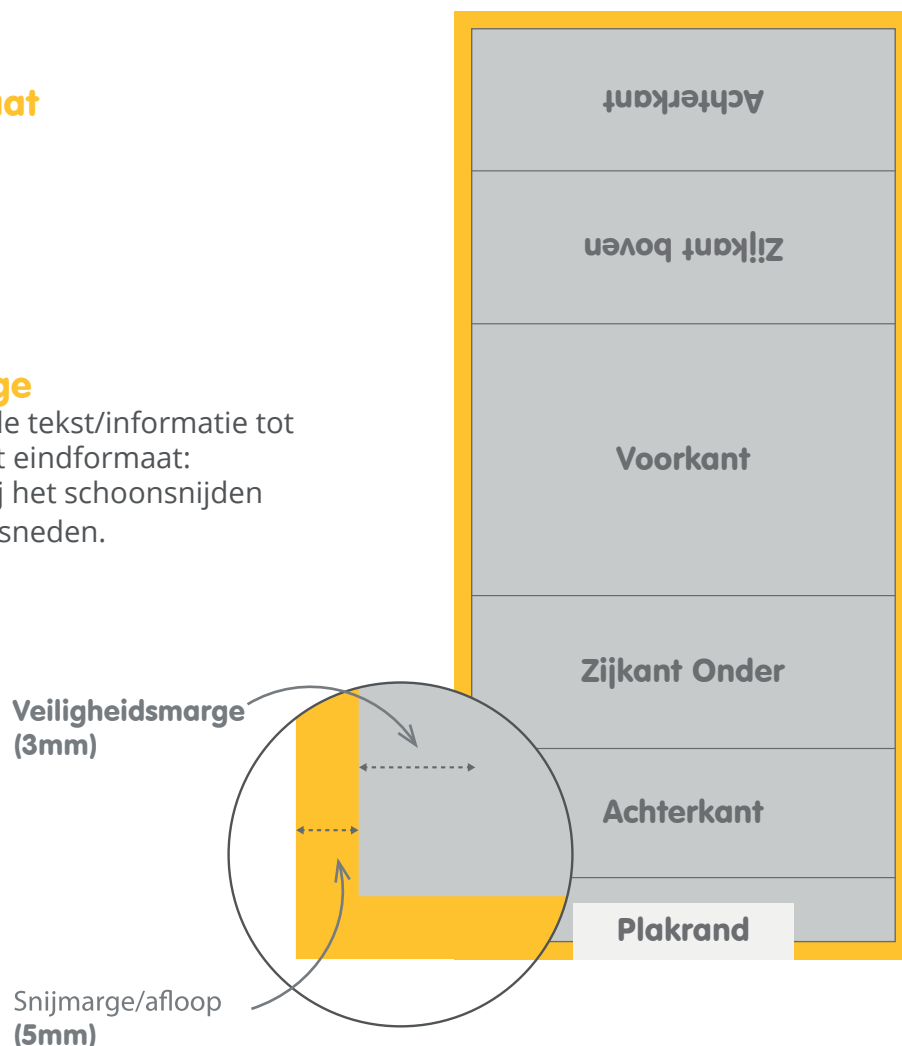 aat
ge
de tekst/informatie tot
t eindformaat:
j het schoonsnijden
sneden.
Veiligheidsmarge
(3mm)
Snijmarge/afloop
(5mm)
Achterkant
Zijkant boven
Voorkant
Zijkant Onder
Achterkant
Plakrand